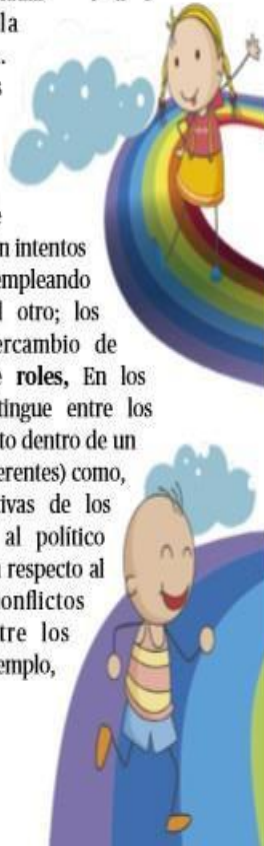 la
.
s
n intentos
empleando
l otro; los
ercambio de
e roles, En los
tingue entre los
to dentro de un
erentes) como,
ivas de los
al político
respecto al
onflictos
tre los
emplo,